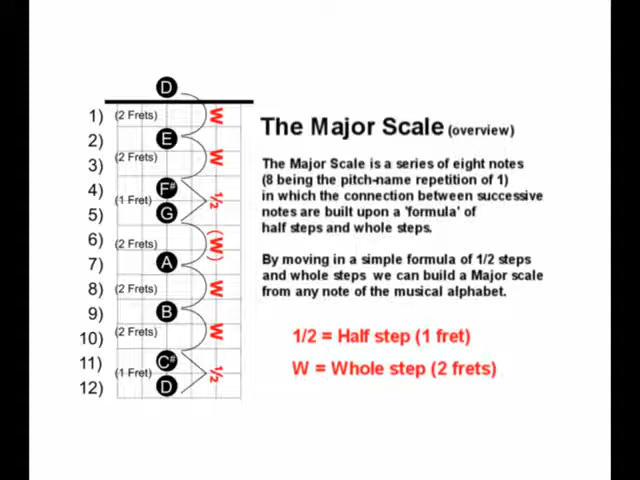 D
1) (2 Frets) W
2) E
3) (2 Frets) W
4) F#
5) (1 Fret) G 1/2
6) (2 Frets) (W)
7) A
8) (2 Frets) W
9) B
10) (2 Frets) W
11) C#
12) (1 Fret) D 1/2
The Major Scale (overview)
The Major Scale is a series of eight notes
(8 being the pitch-name repetition of 1)
in which the connection between successive
notes are built upon a 'formula' of
half steps and whole steps.
By moving in a simple formula of 1/2 steps
and whole steps we can build a Major scale
from any note of the musical alphabet.
1/2 = Half step (1 fret)
W = Whole step (2 frets)